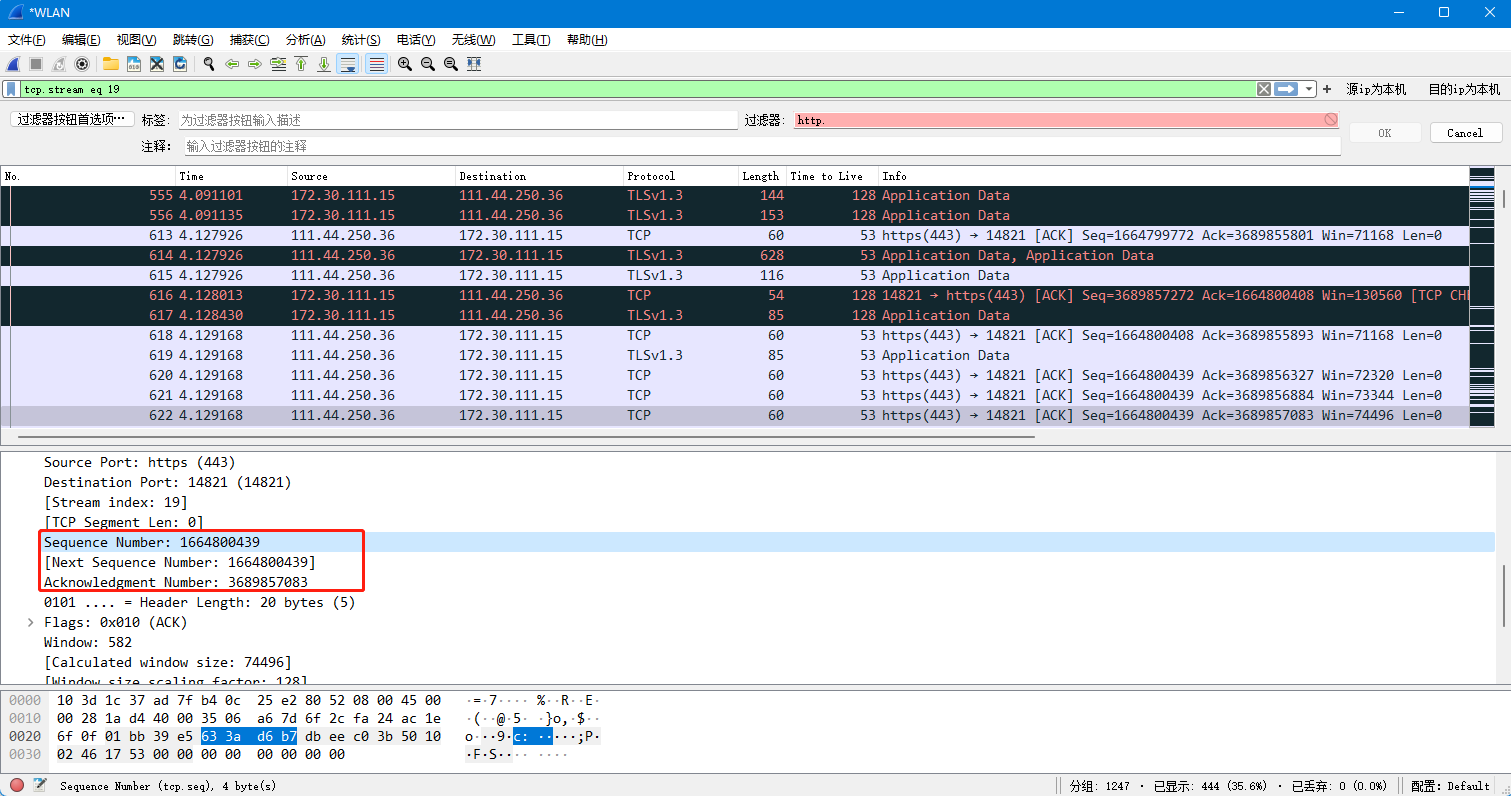 *WLAN
文件(F) 编辑(E) 视图(V) 跳转(G) 捕获(C) 分析(A) 统计(S) 电话(Y) 无线(W) 工具(T) 帮助(H)
tcp.stream eq 19 + 源ip为本机 目的ip为本机
过滤器按钮首选项… 标签: 为过滤器按钮输入描述 过滤器: http. OK Cancel
注释: 输入过滤器按钮的注释
No. Time Source Destination Protocol Length Time to Live Info
555 4.091101 172.30.111.15 111.44.250.36 TLSv1.3 144 128 Application Data
556 4.091135 172.30.111.15 111.44.250.36 TLSv1.3 153 128 Application Data
613 4.127926 111.44.250.36 172.30.111.15 TCP 60 53 https(443) → 14821 [ACK] Seq=1664799772 Ack=3689855801 Win=71168 Len=0
614 4.127926 111.44.250.36 172.30.111.15 TLSv1.3 628 53 Application Data, Application Data
615 4.127926 111.44.250.36 172.30.111.15 TLSv1.3 116 53 Application Data
616 4.128013 172.30.111.15 111.44.250.36 TCP 54 128 14821 → https(443) [ACK] Seq=3689857272 Ack=1664800408 Win=130560 [TCP CHE
617 4.128430 172.30.111.15 111.44.250.36 TLSv1.3 85 128 Application Data
618 4.129168 111.44.250.36 172.30.111.15 TCP 60 53 https(443) → 14821 [ACK] Seq=1664800408 Ack=3689855893 Win=71168 Len=0
619 4.129168 111.44.250.36 172.30.111.15 TLSv1.3 85 53 Application Data
620 4.129168 111.44.250.36 172.30.111.15 TCP 60 53 https(443) → 14821 [ACK] Seq=1664800439 Ack=3689856327 Win=72320 Len=0
621 4.129168 111.44.250.36 172.30.111.15 TCP 60 53 https(443) → 14821 [ACK] Seq=1664800439 Ack=3689856884 Win=73344 Len=0
622 4.129168 111.44.250.36 172.30.111.15 TCP 60 53 https(443) → 14821 [ACK] Seq=1664800439 Ack=3689857083 Win=74496 Len=0
Source Port: https (443)
Destination Port: 14821 (14821)
[Stream index: 19]
[TCP Segment Len: 0]
Sequence Number: 1664800439
[Next Sequence Number: 1664800439]
Acknowledgment Number: 3689857083
0101 .... = Header Length: 20 bytes (5)
Flags: 0x010 (ACK)
Window: 582
[Calculated window size: 74496]
[Window size scaling factor: 128]
0000 10 3d 1c 37 ad 7f b4 0c 25 e2 80 52 08 00 45 00 ·=·7···· %··R··E·
0010 00 28 1a d4 40 00 35 06 a6 7d 6f 2c fa 24 ac 1e ·(··@·5· ·}o,·$··
0020 6f 0f 01 bb 39 e5 63 3a d6 b7 db ee c0 3b 50 10 o···9·c: ·····;P·
0030 02 46 17 53 00 00 00 00 00 00 00 00 ·F·S···· ····
Sequence Number (tcp.seq), 4 byte(s) 分组: 1247 · 已显示: 444 (35.6%) · 已丢弃: 0 (0.0%) 配置: Default